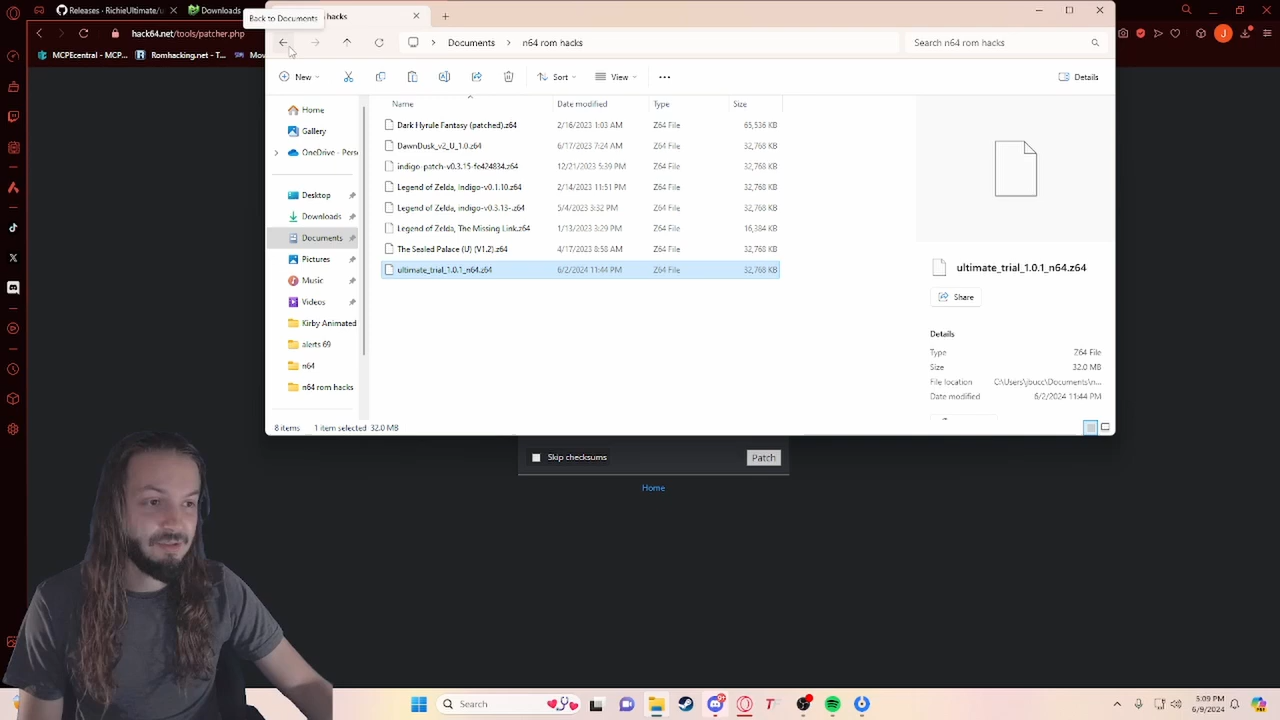 Releases · RichieUltimate/u
Downloads
Back to Documents
hacks
hack64.net/tools/patcher.php
Documents
n64 rom hacks
Search n64 rom hacks
MCPEcentral - MCP...
Romhacking.net - T...
Mov
New
Sort
View
Details
Home
Gallery
OneDrive - Perso
Desktop
Downloads
Documents
Pictures
Music
Videos
Kirby Animated
alerts 69
n64
n64 rom hacks
Name
Date modified
Type
Size
Dark Hyrule Fantasy (patched).z64 2/16/2023 1:03 AM Z64 File 65,536 KB
DawnDusk_v2_U_1.0.z64 6/17/2023 7:24 AM Z64 File 32,768 KB
indigo-patch-v0.3.15-fe424834.z64 12/21/2023 5:39 PM Z64 File 32,768 KB
Legend of Zelda, indigo-v0.1.10.z64 2/14/2023 11:51 PM Z64 File 32,768 KB
Legend of Zelda, indigo-v0.3.13-.z64 5/4/2023 3:32 PM Z64 File 32,768 KB
Legend of Zelda, The Missing Link.z64 1/13/2023 3:29 PM Z64 File 16,384 KB
The Sealed Palace (U) (V1.2).z64 4/17/2023 8:58 AM Z64 File 32,768 KB
ultimate_trial_1.0.1_n64.z64 6/2/2024 11:44 PM Z64 File 32,768 KB
ultimate_trial_1.0.1_n64.z64
Share
Details
Type Z64 File
Size 32.0 MB
File location C:\Users\jbucc\Documents\n...
Date modified 6/2/2024 11:44 PM
8 items
1 item selected 32.0 MB
Skip checksums
Patch
Home
Search
3:09 PM
6/9/2024